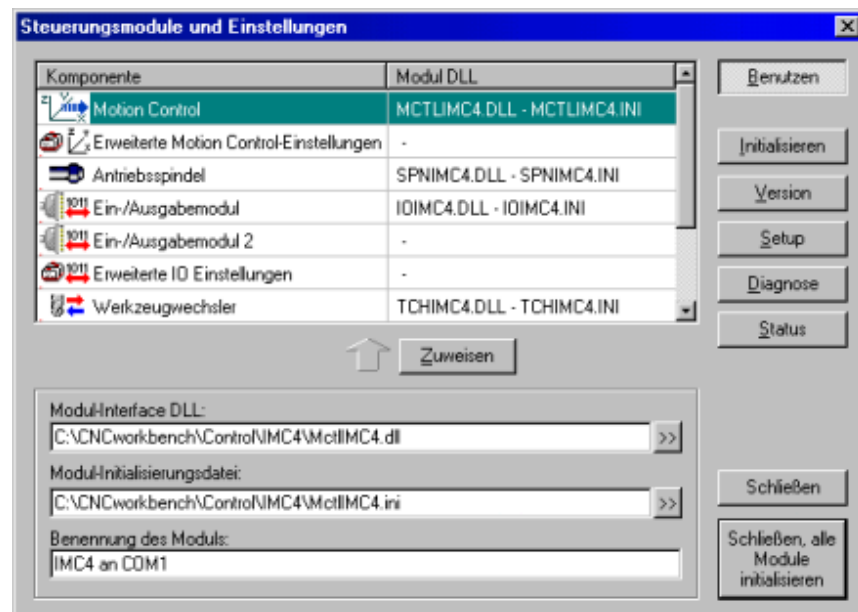 Steuerungsmodule und Einstellungen
Komponente Modul DLL
Motion Control MCTLIMC4.DLL - MCTLIMC4.INI
Erweiterte Motion Control-Einstellungen -
Antriebsspindel SPNIMC4.DLL - SPNIMC4.INI
Ein-/Ausgabemodul IOIMC4.DLL - IOIMC4.INI
Ein-/Ausgabemodul 2 -
Erweiterte IO Einstellungen -
Werkzeugwechsler TCHIMC4.DLL - TCHIMC4.INI
Benutzen
Initialisieren
Version
Setup
Diagnose
Status
Zuweisen
Modul-Interface DLL:
C:\CNCworkbench\Control\IMC4\MctlIMC4.dll >>
Modul-Initialisierungsdatei:
C:\CNCworkbench\Control\IMC4\MctlIMC4.ini >>
Benennung des Moduls:
IMC4 an COM1
Schließen
Schließen, alle
Module
initialisieren